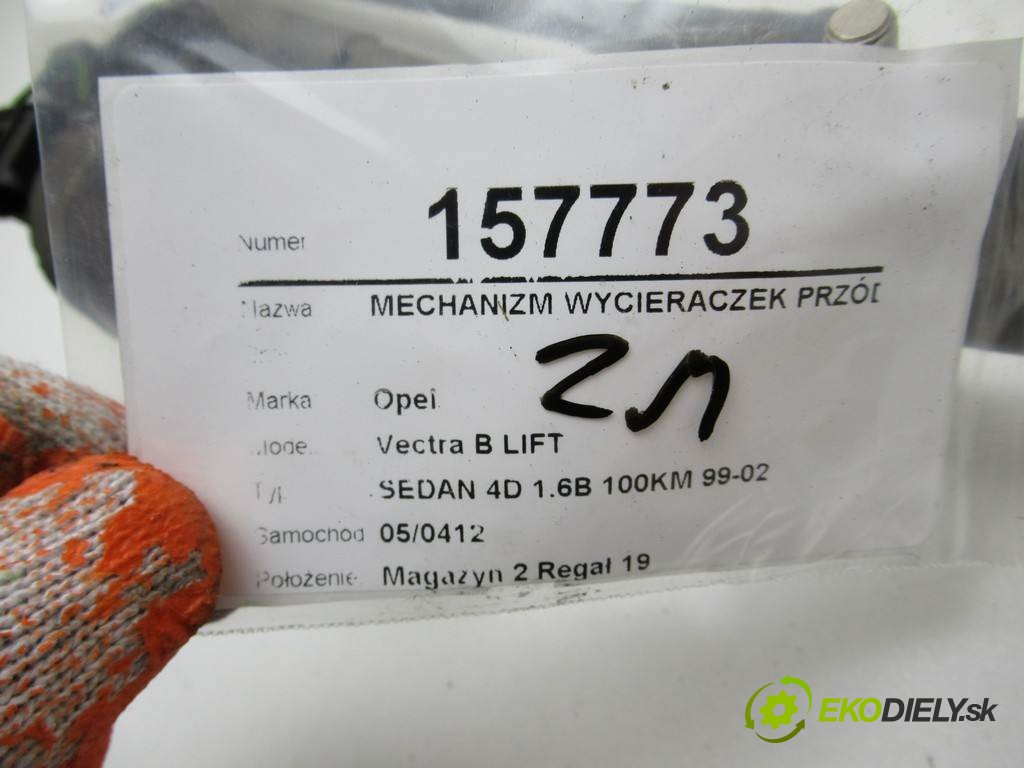 Numer 157773
Nazwa MECHANIZM WYCIERACZEK PRZÓD
Marka Opel
Model Vectra B LIFT
Typ SEDAN 4D 1.6B 100KM 99-02
Samochód 05/0412
Położenie Magazyn 2 Regał 19
EKODIELY.sk